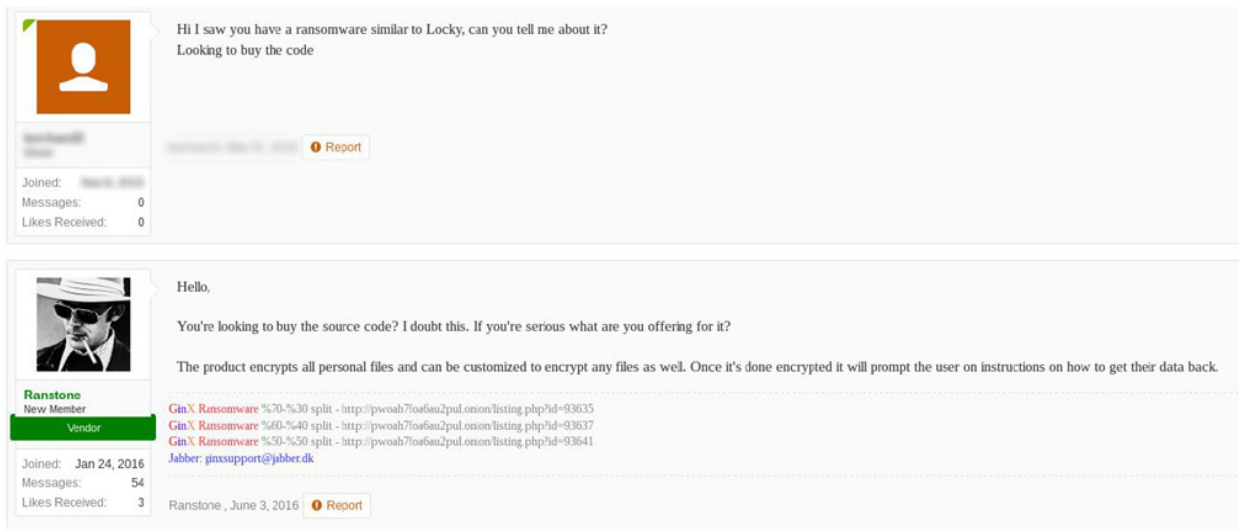 Hi I saw you have a ransomware similar to Locky, can you tell me about it?
Looking to buy the code
Report
Joined:
Messages: 0
Likes Received: 0
Hello,
You're looking to buy the source code? I doubt this. If you're serious what are you offering for it?
The product encrypts all personal files and can be customized to encrypt any files as well. Once it's done encrypted it will prompt the user on instructions on how to get their data back.
Ranstone
New Member
Vendor
Joined: Jan 24, 2016
Messages: 54
Likes Received: 3
GinX Ransomware %70-%30 split - http://pwoah7foa6au2pul.onion/listing.php?id=93635
GinX Ransomware %60-%40 split - http://pwoah7foa6au2pul.onion/listing.php?id=93637
GinX Ransomware %50-%50 split - http://pwoah7foa6au2pul.onion/listing.php?id=93641
Jabber: ginxsupport@jabber.dk
Ranstone , June 3, 2016 Report